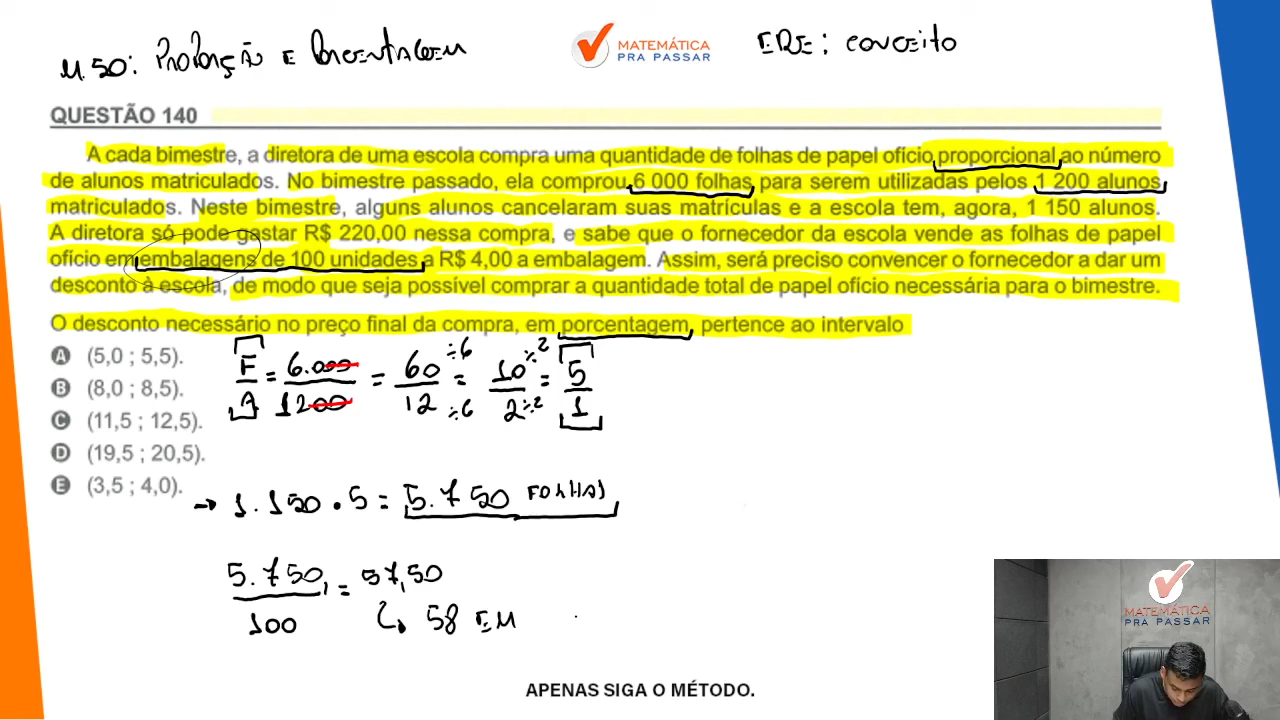 M.50: PROPORÇÃO E PORCENTAGEM
MATEMÁTICA
PRA PASSAR
ERE: CONCEITO
QUESTÃO 140
A cada bimestre, a diretora de uma escola compra uma quantidade de folhas de papel ofício proporcional ao número
de alunos matriculados. No bimestre passado, ela comprou 6 000 folhas para serem utilizadas pelos 1 200 alunos
matriculados. Neste bimestre, alguns alunos cancelaram suas matrículas e a escola tem, agora, 1 150 alunos.
A diretora só pode gastar R$ 220,00 nessa compra, e sabe que o fornecedor da escola vende as folhas de papel
ofício em embalagens de 100 unidades a R$ 4,00 a embalagem. Assim, será preciso convencer o fornecedor a dar um
desconto à escola, de modo que seja possível comprar a quantidade total de papel ofício necessária para o bimestre.
O desconto necessário no preço final da compra, em porcentagem, pertence ao intervalo
A (5,0 ; 5,5).
B (8,0 ; 8,5).
C (11,5 ; 12,5).
D (19,5 ; 20,5).
E (3,5 ; 4,0).
F/A = 6.000/1200 = 60/12 ÷6/÷6 = 10/2 ÷2/÷2 = 5/1
→ 1.150 . 5 = 5.750 FOLHAS
5.750,/100 = 57,50
↳ 58 EM
MATEMÁTICA
PRA PASSAR
APENAS SIGA O MÉTODO.